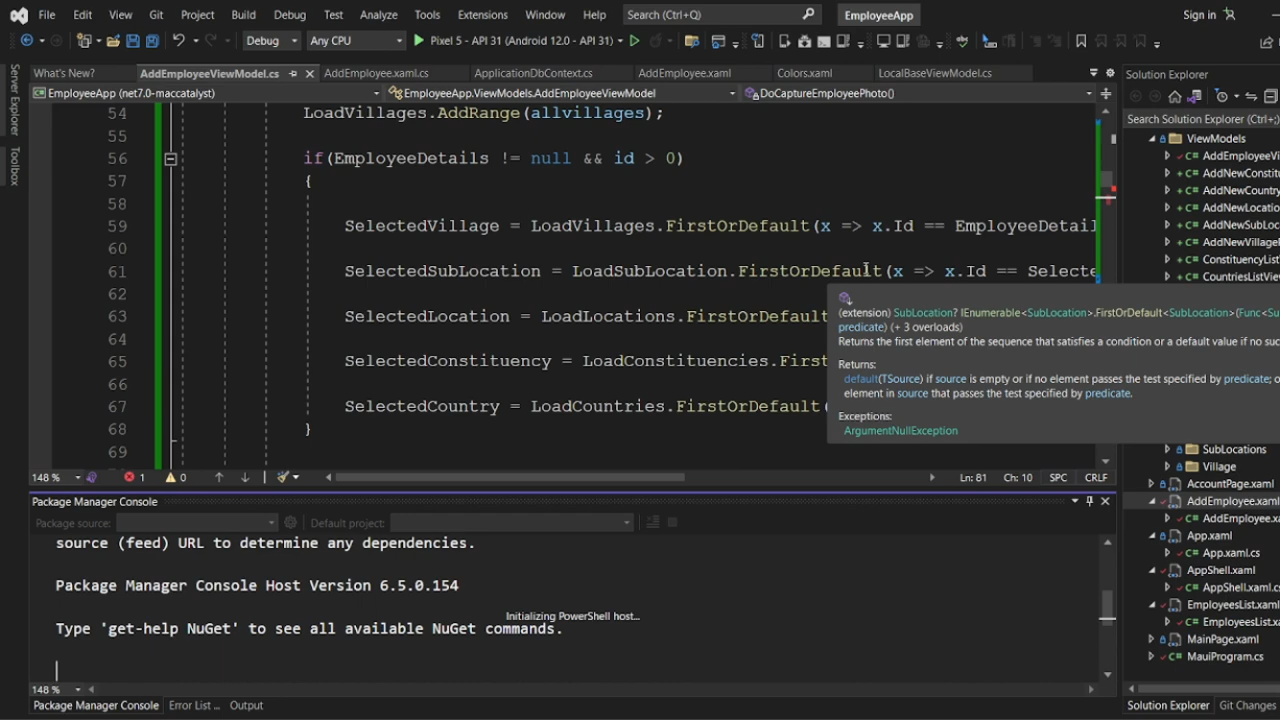 File Edit View Git Project Build Debug Test Analyze Tools Extensions Window Help Search (Ctrl+Q) EmployeeApp Sign in
Debug Any CPU Pixel 5 - API 31 (Android 12.0 - API 31)
Server Explorer
Toolbox
What's New? AddEmployeeViewModel.cs AddEmployee.xaml.cs ApplicationDbContext.cs AddEmployee.xaml Colors.xaml LocalBaseViewModel.cs
EmployeeApp (net7.0-maccatalyst) EmployeeApp.ViewModels.AddEmployeeViewModel DoCaptureEmployeePhoto()
54 LoadVillages.AddRange(allvillages);
55
56 if(EmployeeDetails != null && id > 0)
57 {
58
59 SelectedVillage = LoadVillages.FirstOrDefault(x => x.Id == EmployeeDetail
60
61 SelectedSubLocation = LoadSubLocation.FirstOrDefault(x => x.Id == Selecte
62
63 SelectedLocation = LoadLocations.FirstOrDefault
64
65 SelectedConstituency = LoadConstituencies.First
66
67 SelectedCountry = LoadCountries.FirstOrDefault(
68 }
69
(extension) SubLocation? IEnumerable<SubLocation>.FirstOrDefault<SubLocation>(Func<Su
predicate) (+ 3 overloads)
Returns the first element of the sequence that satisfies a condition or a default value if no suc
Returns:
default(TSource) if source is empty or if no element passes the test specified by predicate; o
element in source that passes the test specified by predicate.
Exceptions:
ArgumentNullException
148 % 1 0 Ln: 81 Ch: 10 SPC CRLF
Package Manager Console
Package source: Default project:
source (feed) URL to determine any dependencies.
Package Manager Console Host Version 6.5.0.154
Initializing PowerShell host...
Type 'get-help NuGet' to see all available NuGet commands.
148 %
Package Manager Console Error List ... Output
Solution Explorer
Search Solution Explorer (Ctrl+;)
ViewModels
AddEmployeeVi
AddNewConstitu
AddNewCountry
AddNewLocatio
AddNewSubLo
AddNewVillage
ConstituencyList
CountriesListView
SubLocations
Village
AccountPage.xaml
AddEmployee.xaml
AddEmployee.xa
App.xaml
App.xaml.cs
AppShell.xaml
AppShell.xaml.cs
EmployeesList.xaml
EmployeesList.xa
MainPage.xaml
MauiProgram.cs
Solution Explorer Git Changes